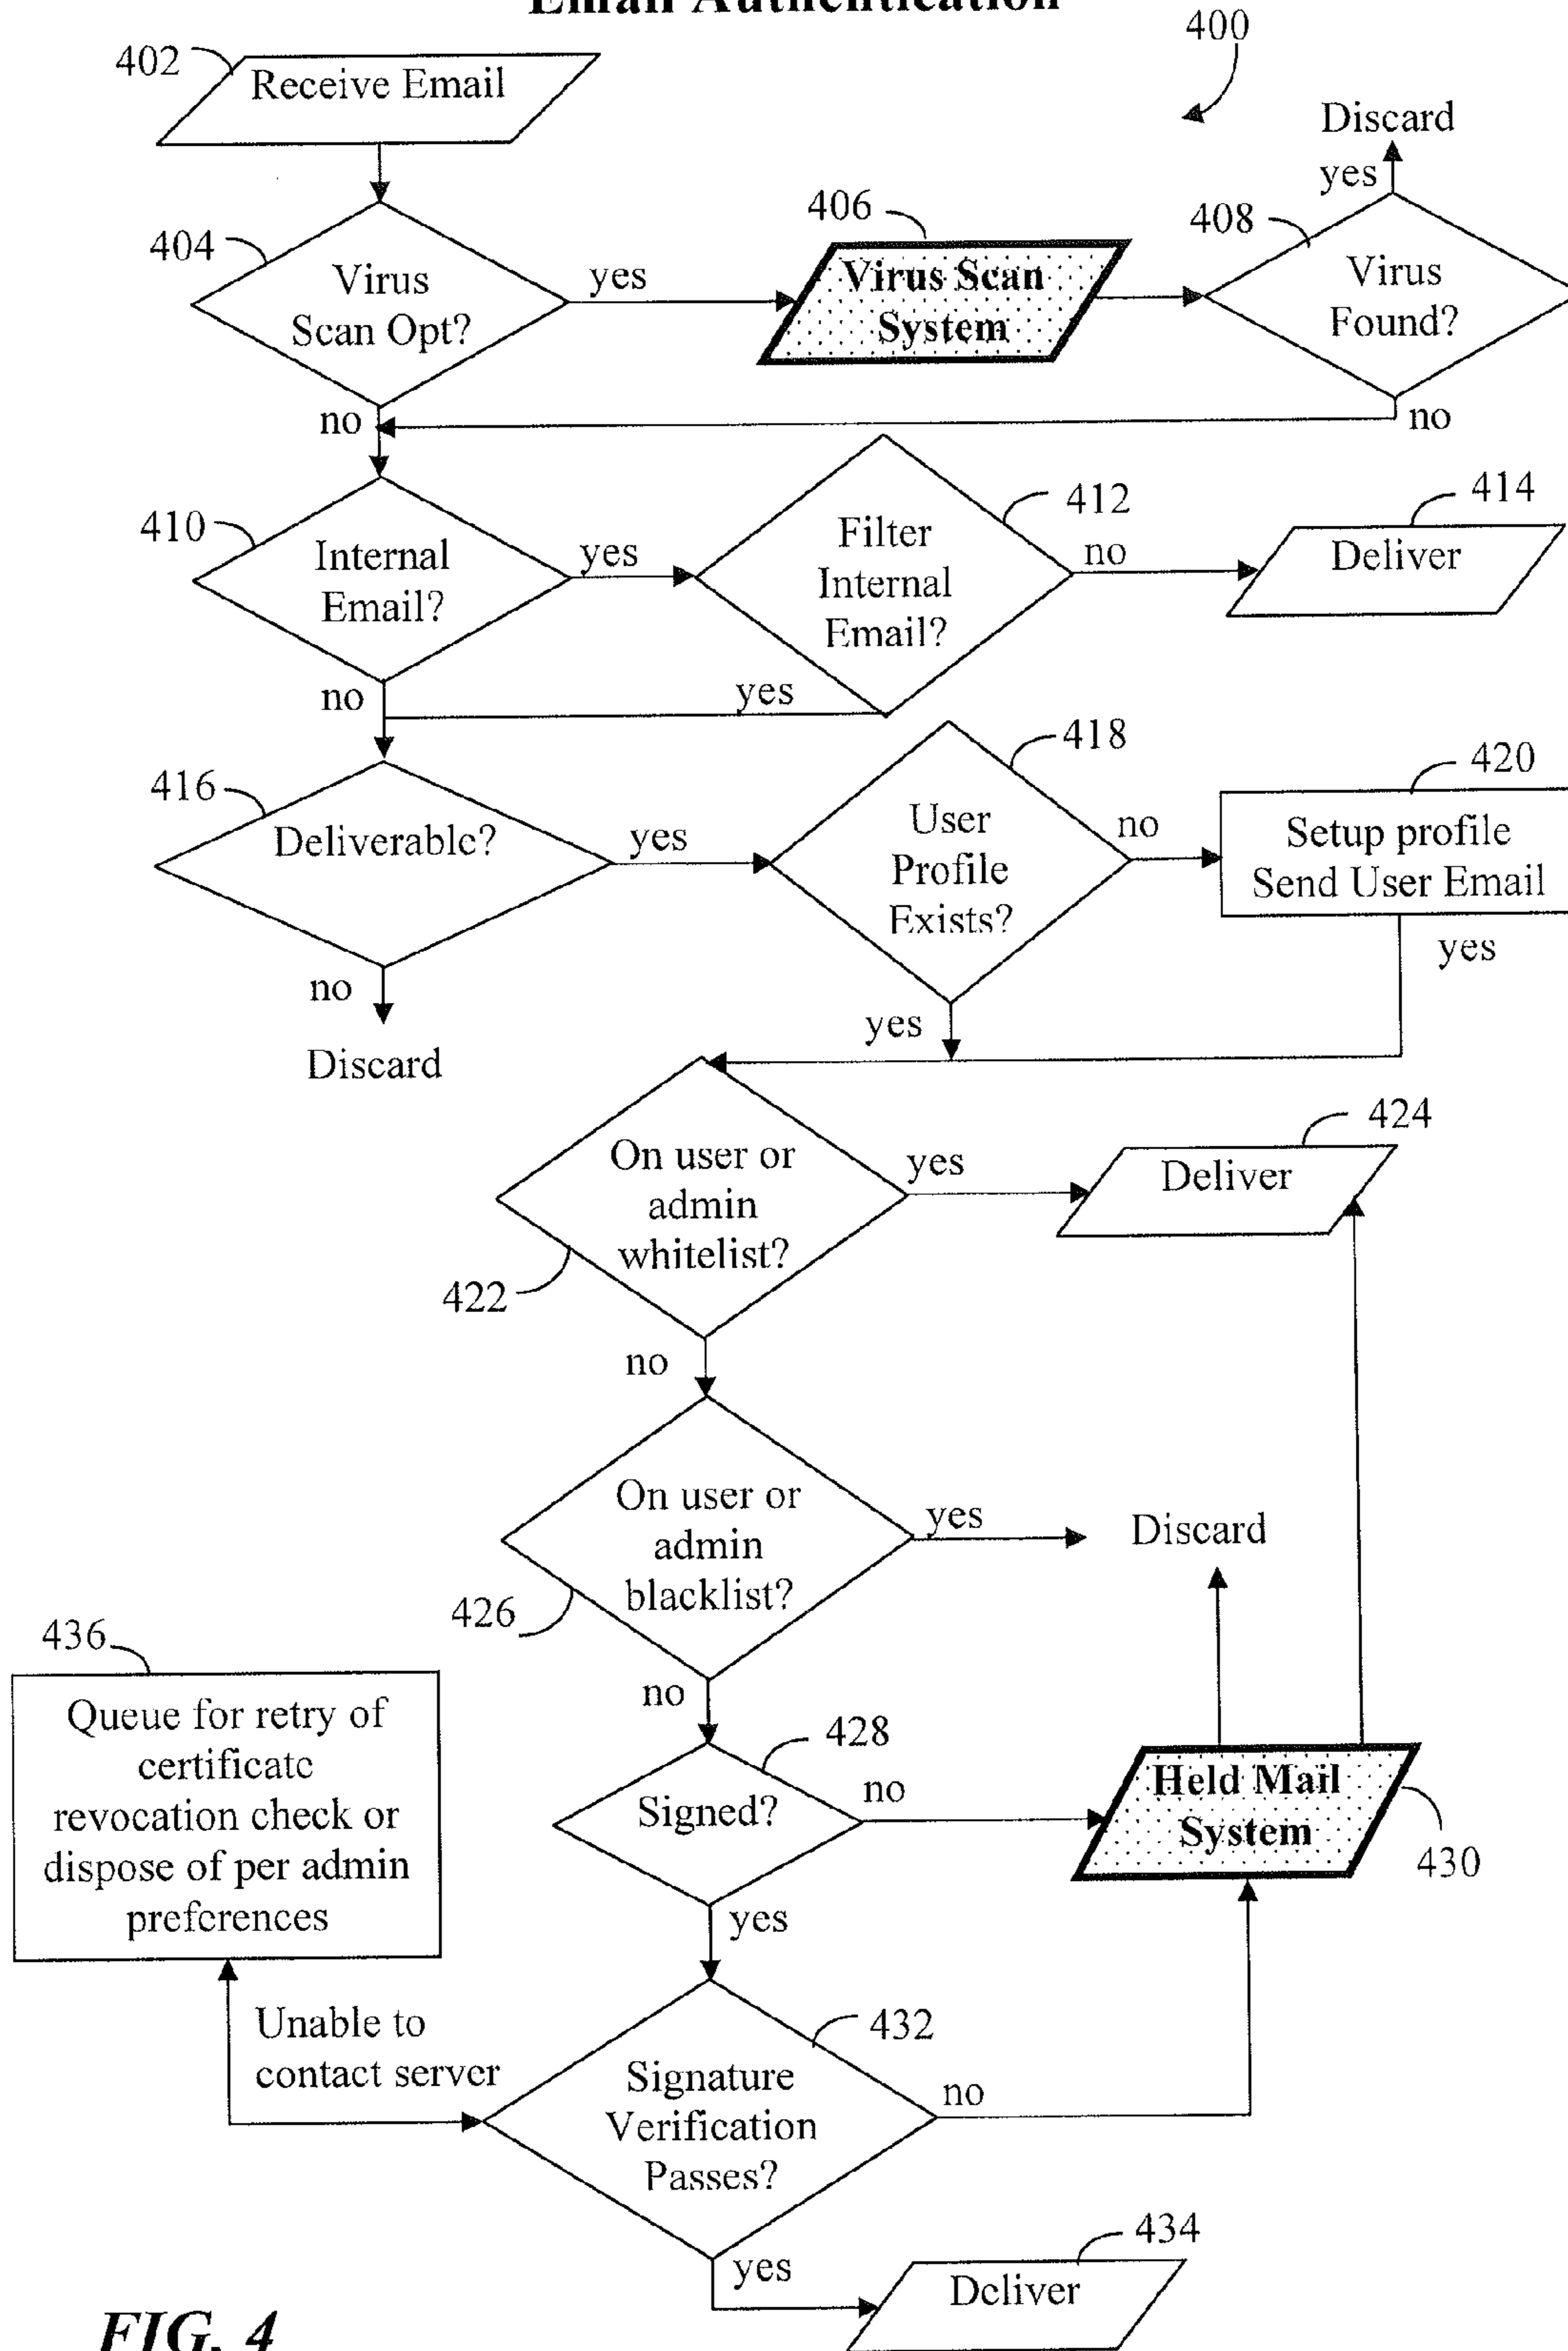 Email Authentication
400
402
Receive Email
Discard
yes
406
408
404
Virus
Scan Opt?
yes
Virus Scan
System
Virus
Found?
no
no
410
Internal
Email?
yes
412
Filter
Internal
Email?
no
414
Deliver
no
yes
416
Deliverable?
yes
418
User
Profile
Exists?
no
420
Setup profile
Send User Email
yes
no
Discard
yes
422
On user or
admin
whitelist?
yes
424
Deliver
no
426
On user or
admin
blacklist?
yes
Discard
no
436
Queue for retry of
certificate
revocation check or
dispose of per admin
preferences
428
Signed?
no
Held Mail
System
430
yes
Unable to
contact server
432
Signature
Verification
Passes?
no
yes
434
Deliver
FIG. 4